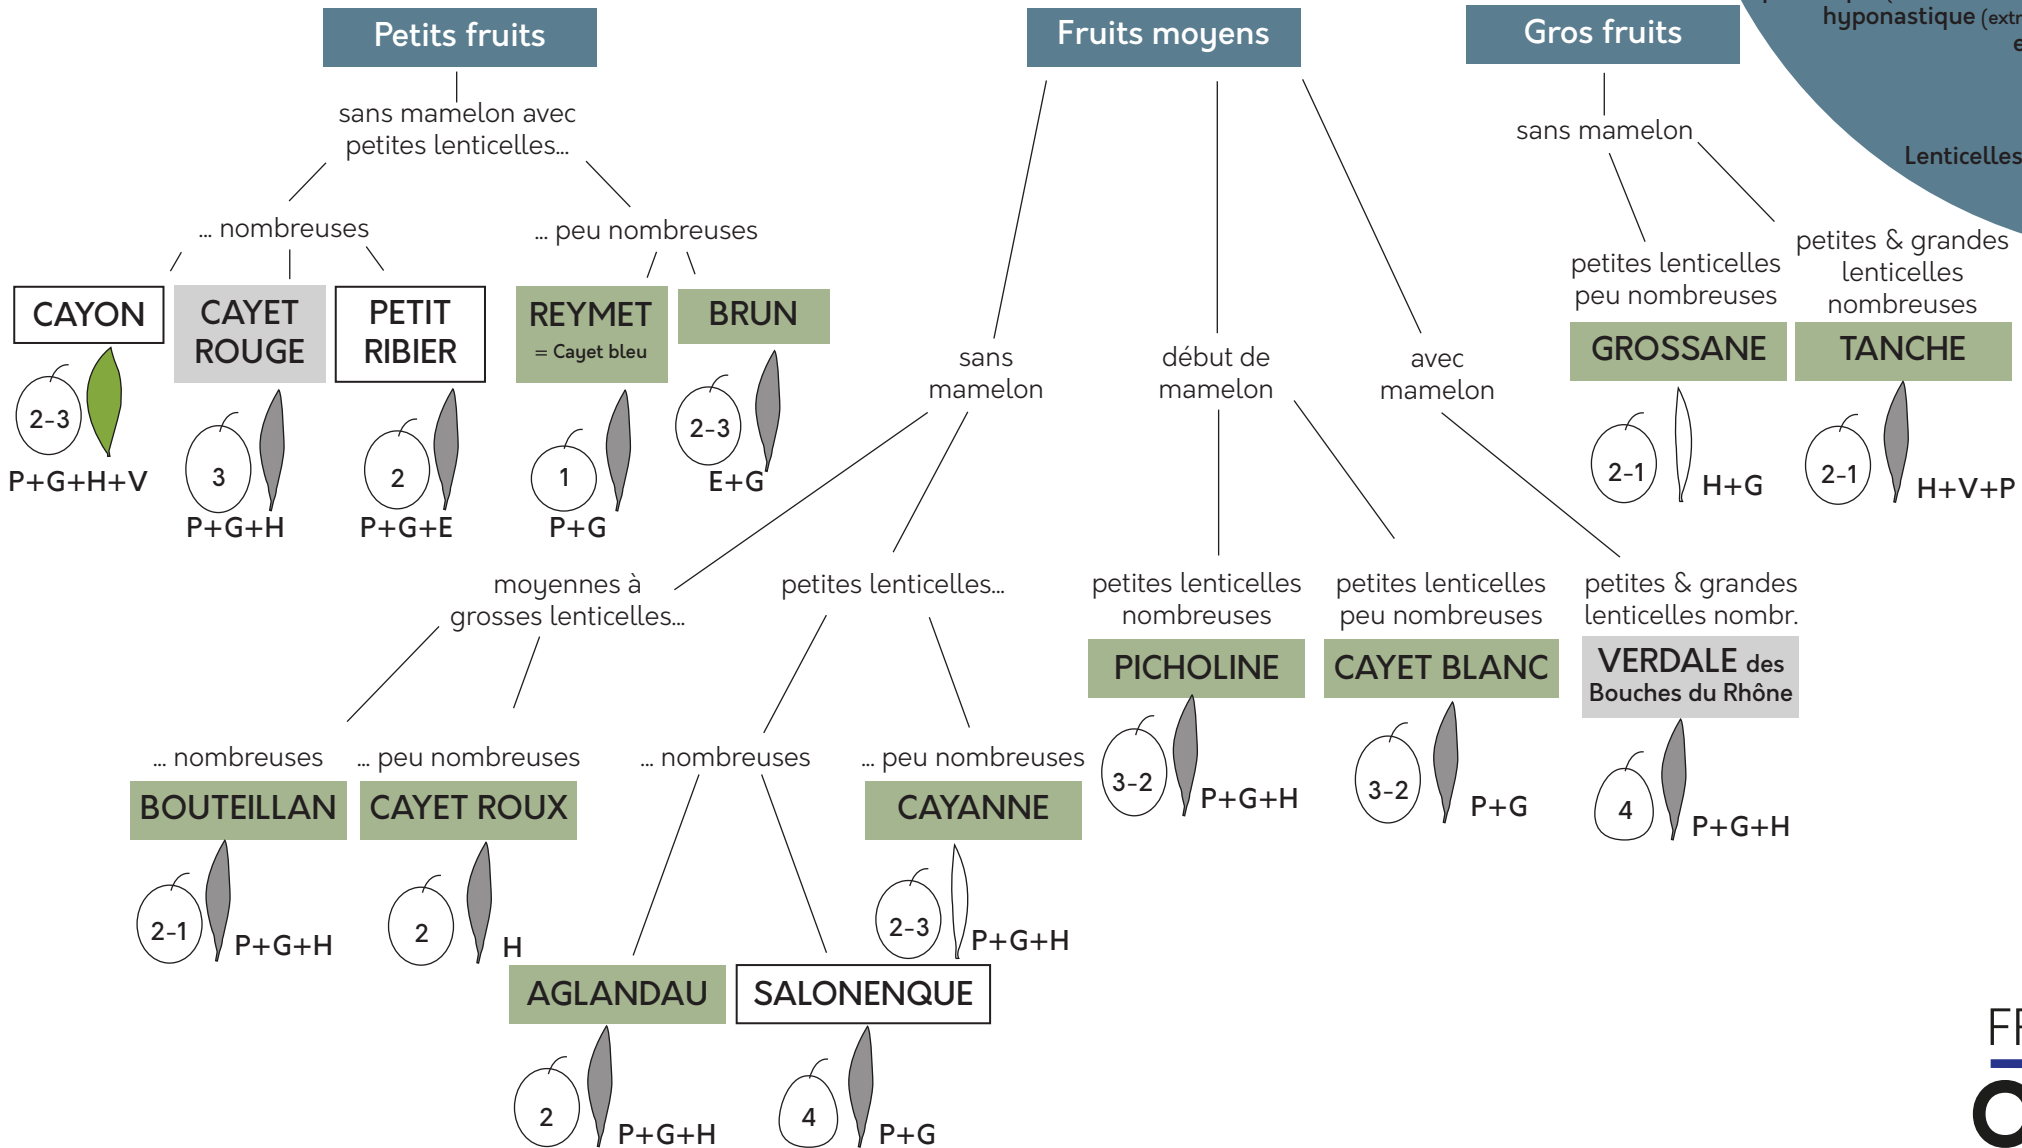 Petits fruits
Fruits moyens
Gros fruits
hyponastique
sans mamelon avec
petites lenticelles...
sans mamelon
Lenticelles
... nombreuses
... peu nombreuses
petites lenticelles
peu nombreuses
petites & grandes
lenticelles
nombreuses
CAYON
CAYET
ROUGE
PETIT
RIBIER
REYMET
= Cayet bleu
BRUN
GROSSANE
TANCHE
sans
mamelon
début de
mamelon
avec
mamelon
2-3
P+G+H+V
3
P+G+H
2
P+G+E
1
P+G
2-3
E+G
2-1
H+G
2-1
H+V+P
moyennes à
grosses lenticelles...
petites lenticelles...
petites lenticelles
nombreuses
petites lenticelles
peu nombreuses
petites & grandes
lenticelles nombr.
PICHOLINE
CAYET BLANC
VERDALE des
Bouches du Rhône
3-2
P+G+H
3-2
P+G
4
P+G+H
... nombreuses
... peu nombreuses
... nombreuses
... peu nombreuses
BOUTEILLAN
CAYET ROUX
CAYANNE
2-1
P+G+H
2
H
2-3
P+G+H
AGLANDAU
SALONENQUE
2
P+G+H
4
P+G